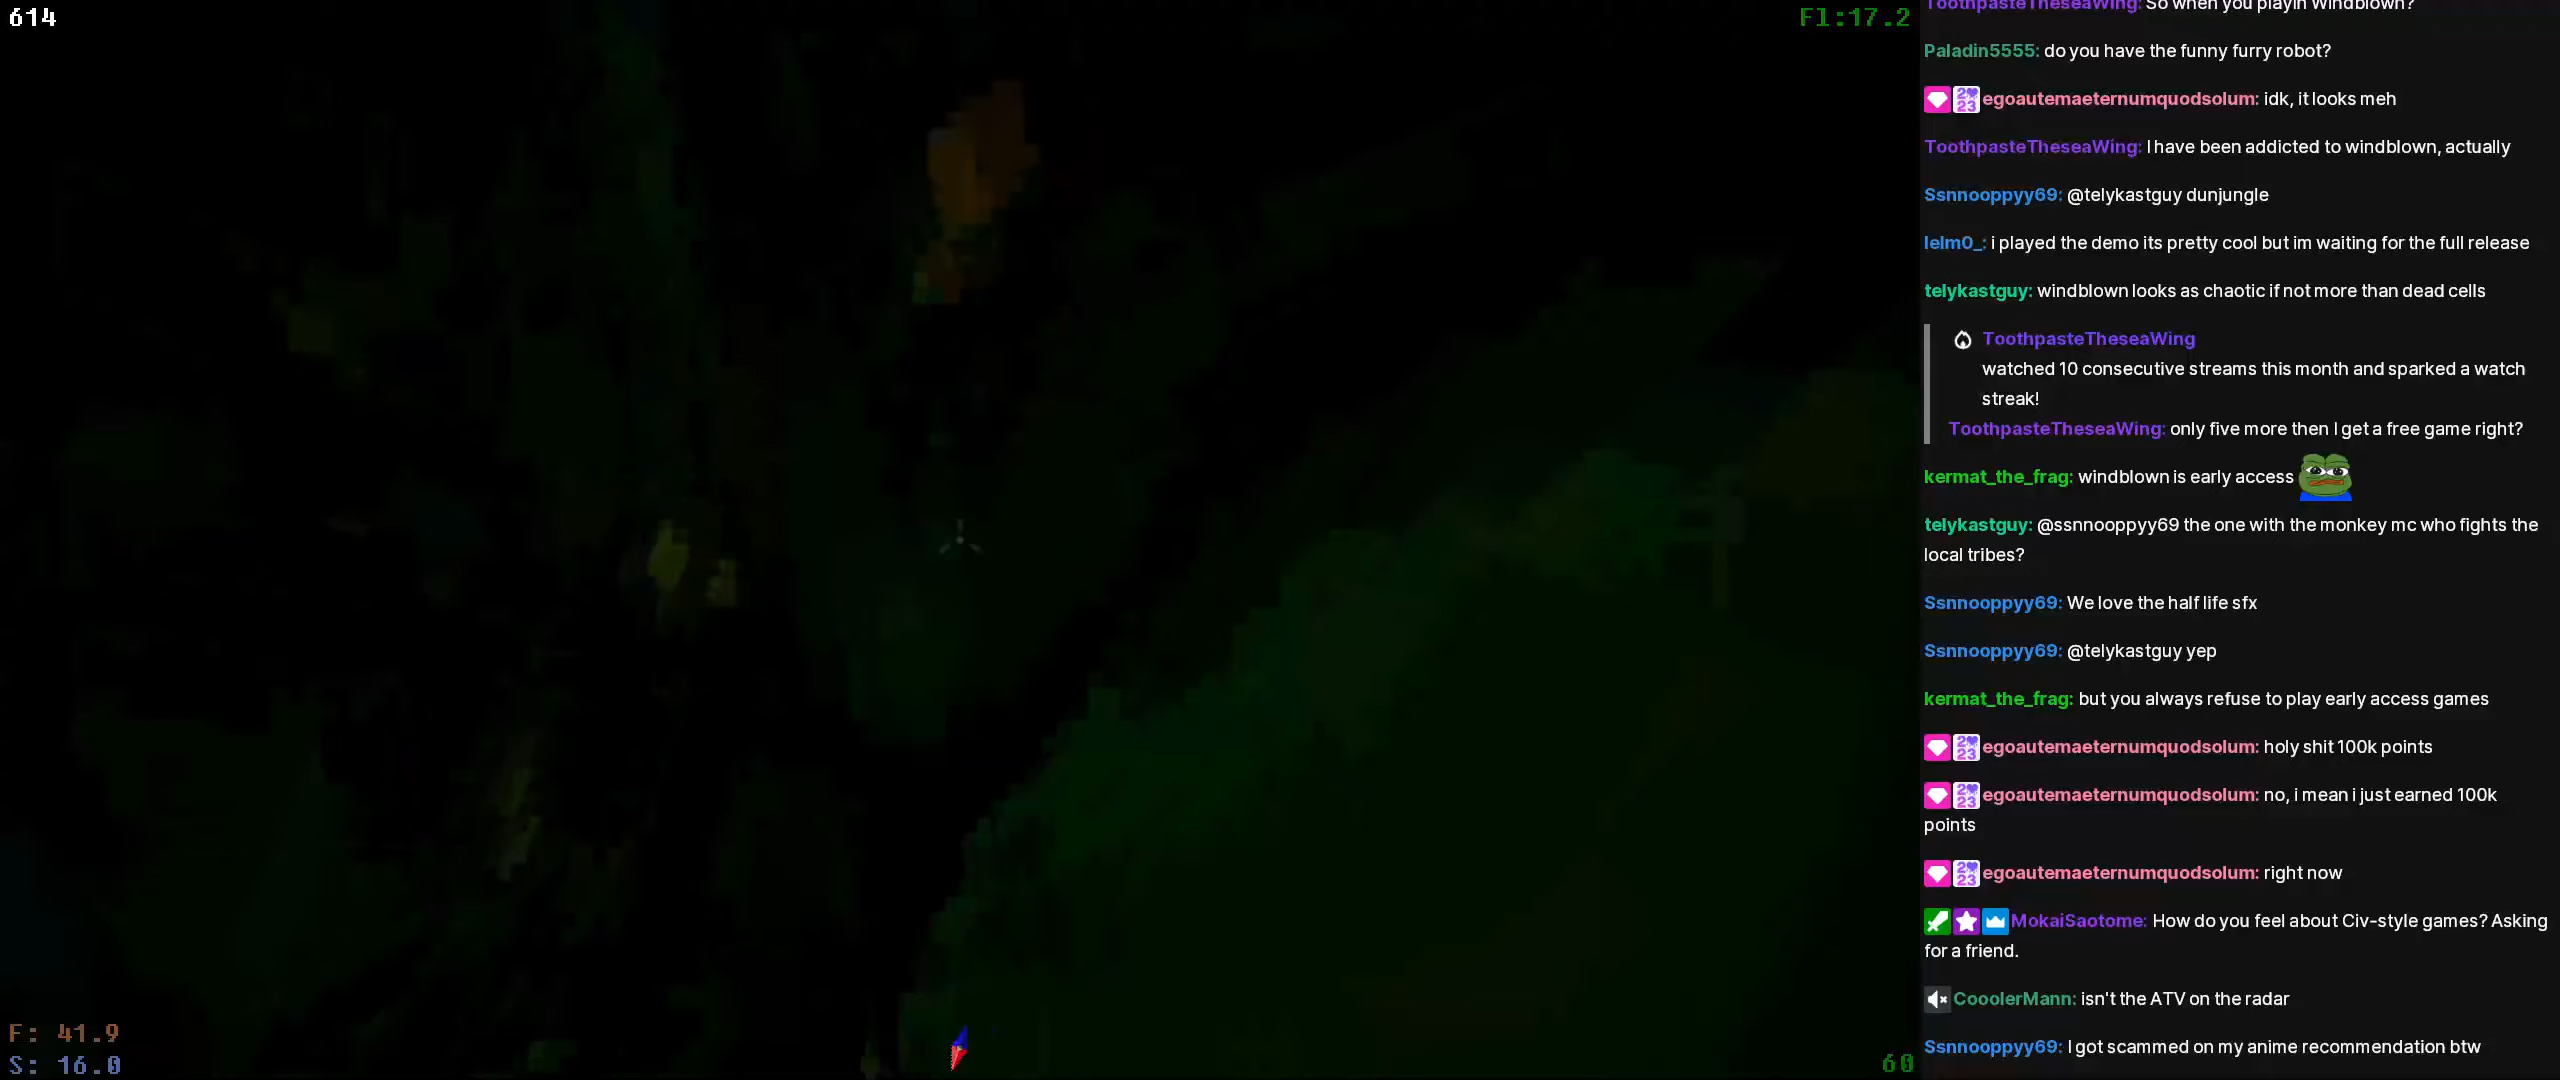 614
Fl:17.2
F: 41.9
S: 16.0
60
ToothpasteTheseaWing: So when you playin Windblown?
Paladin5555: do you have the funny furry robot?
egoautemaeternumquodsolum: idk, it looks meh
ToothpasteTheseaWing: I have been addicted to windblown, actually
Ssnnooppyy69: @telykastguy dunjungle
lelm0_: i played the demo its pretty cool but im waiting for the full release
telykastguy: windblown looks as chaotic if not more than dead cells
ToothpasteTheseaWing
watched 10 consecutive streams this month and sparked a watch
streak!
ToothpasteTheseaWing: only five more then I get a free game right?
kermat_the_frag: windblown is early access
telykastguy: @ssnnooppyy69 the one with the monkey mc who fights the
local tribes?
Ssnnooppyy69: We love the half life sfx
Ssnnooppyy69: @telykastguy yep
kermat_the_frag: but you always refuse to play early access games
egoautemaeternumquodsolum: holy shit 100k points
egoautemaeternumquodsolum: no, i mean i just earned 100k
points
egoautemaeternumquodsolum: right now
MokaiSaotome: How do you feel about Civ-style games? Asking
for a friend.
CooolerMann: isn't the ATV on the radar
Ssnnooppyy69: I got scammed on my anime recommendation btw